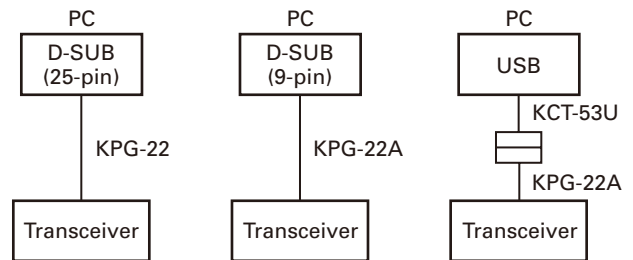 PC
D-SUB
(25-pin)
KPG-22
Transceiver
PC
D-SUB
(9-pin)
KPG-22A
Transceiver
PC
USB
KCT-53U
KPG-22A
Transceiver